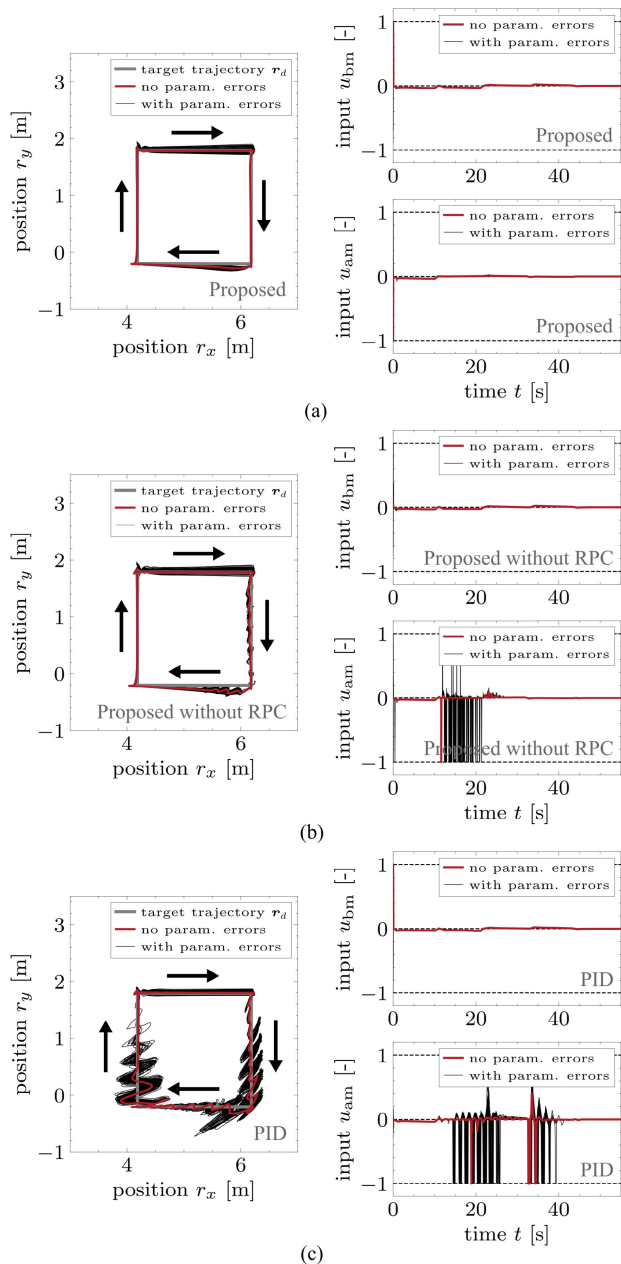 target trajectory r_d
no param. errors
with param. errors
3
2
1
0
−1
position r_y [m]
Proposed
4
6
position r_x [m]
no param. errors
with param. errors
1
0
−1
input u_bm [-]
Proposed
no param. errors
with param. errors
1
0
−1
input u_am [-]
Proposed
0
20
40
time t [s]
(a)
target trajectory r_d
no param. errors
with param. errors
3
2
1
0
−1
position r_y [m]
Proposed without RPC
4
6
position r_x [m]
no param. errors
with param. errors
1
0
−1
input u_bm [-]
Proposed without RPC
no param. errors
with param. errors
1
0
−1
input u_am [-]
Proposed without RPC
0
20
40
time t [s]
(b)
target trajectory r_d
no param. errors
with param. errors
3
2
1
0
−1
position r_y [m]
PID
4
6
position r_x [m]
no param. errors
with param. errors
1
0
−1
input u_bm [-]
PID
no param. errors
with param. errors
1
0
−1
input u_am [-]
PID
0
20
40
time t [s]
(c)